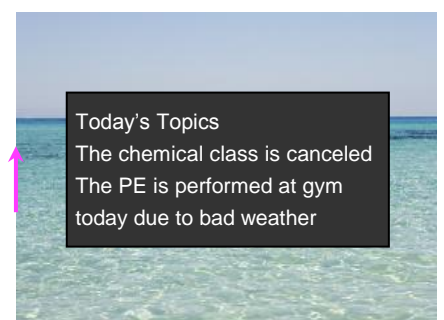 Today's Topics
The chemical class is canceled
The PE is performed at gym
today due to bad weather